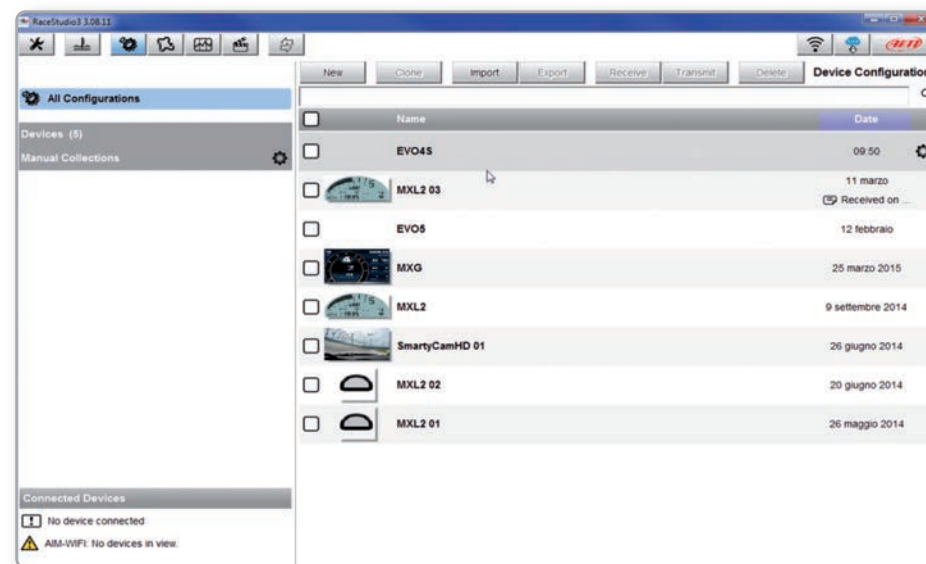 RaceStudio3 3.08.11
AIM
New Clone Import Export Receive Transmit Delete Device Configuration
All Configurations
Name Date
Devices (5)
Manual Collections
EVO4S 09:50
MXL2 03 11 marzo
Received on ...
EVO5 12 febbraio
MXG 25 marzo 2015
MXL2 9 settembre 2014
SmartyCamHD 01 26 giugno 2014
MXL2 02 20 giugno 2014
MXL2 01 26 maggio 2014
Connected Devices
No device connected
AIM-WIFI: No devices in view.